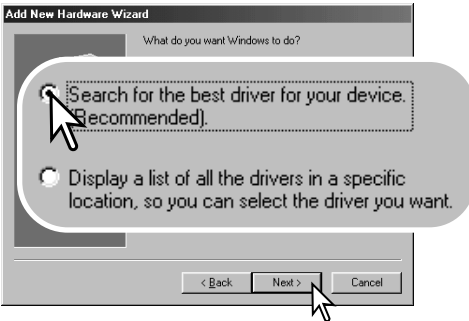 Add New Hardware Wizard
What do you want Windows to do?
Search for the best driver for your device.
(Recommended).
Display a list of all the drivers in a specific
location, so you can select the driver you want.
< Back
Next >
Cancel